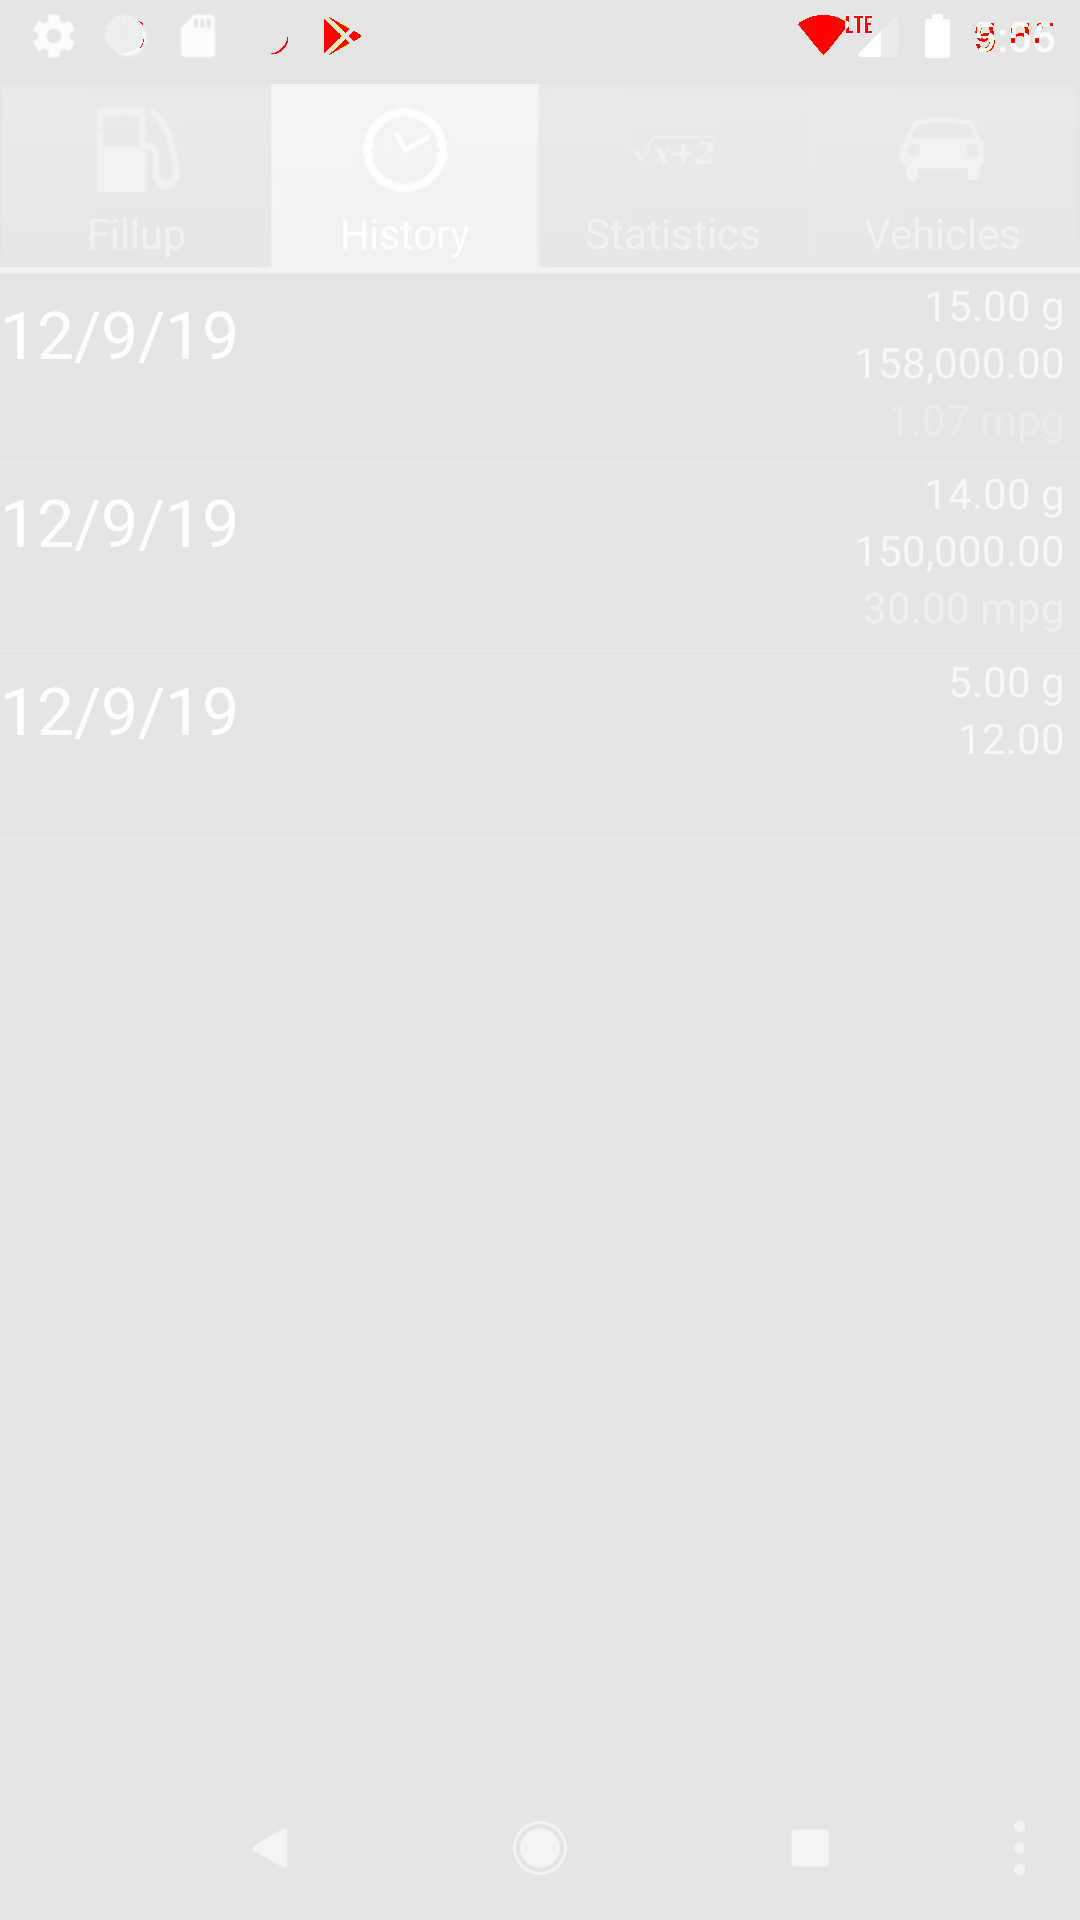 LTE
Fillup
History
√x+2
Statistics
Vehicles
12/9/19
15.00 g
158,000.00
1.07 mpg
12/9/19
14.00 g
150,000.00
30.00 mpg
12/9/19
5.00 g
12.00